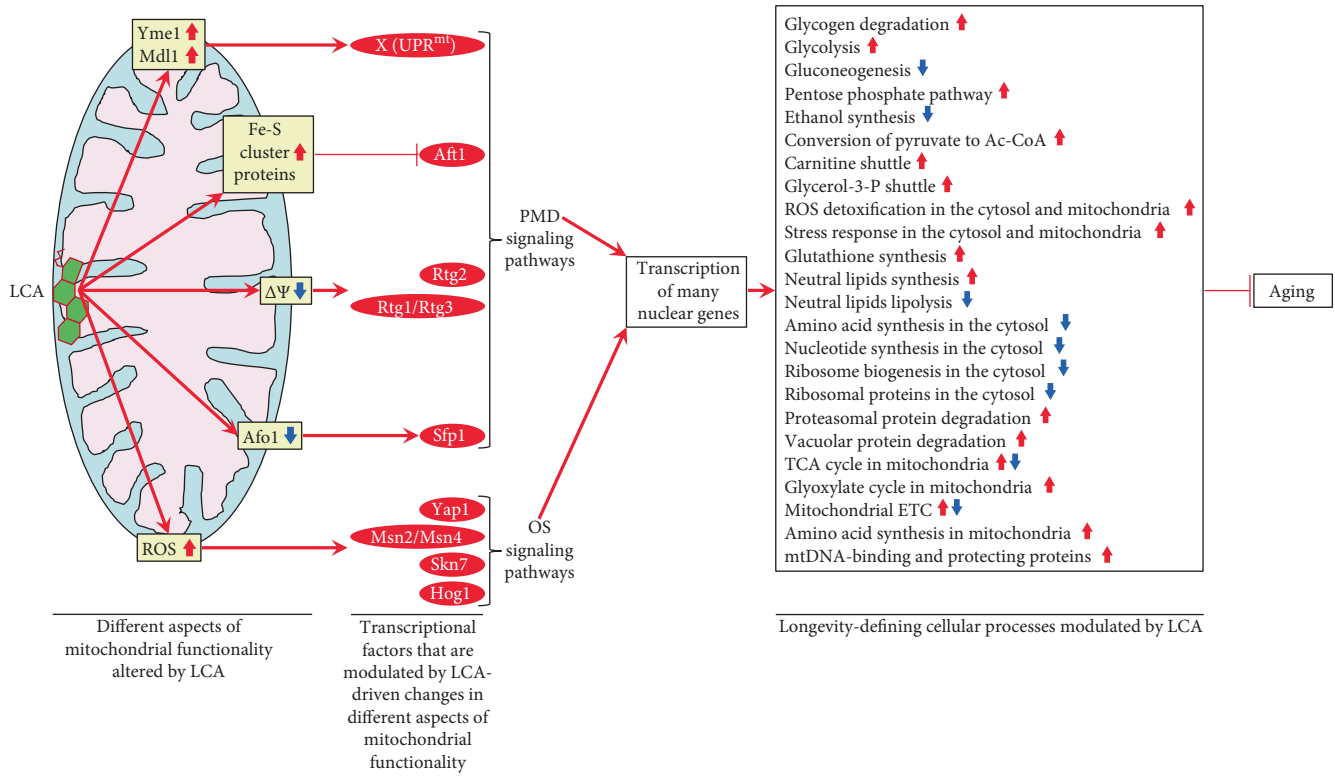 Yme1
Mdl1
X (UPRmt)
Fe-S
cluster
proteins
Aft1
LCA
ΔΨ
Rtg2
Rtg1/Rtg3
Afo1
Sfp1
ROS
Yap1
Msn2/Msn4
Skn7
Hog1
PMD
signaling
pathways
OS
signaling
pathways
Transcription
of many
nuclear genes
Glycogen degradation
Glycolysis
Gluconeogenesis
Pentose phosphate pathway
Ethanol synthesis
Conversion of pyruvate to Ac-CoA
Carnitine shuttle
Glycerol-3-P shuttle
ROS detoxification in the cytosol and mitochondria
Stress response in the cytosol and mitochondria
Glutathione synthesis
Neutral lipids synthesis
Neutral lipids lipolysis
Amino acid synthesis in the cytosol
Nucleotide synthesis in the cytosol
Ribosome biogenesis in the cytosol
Ribosomal proteins in the cytosol
Proteasomal protein degradation
Vacuolar protein degradation
TCA cycle in mitochondria
Glyoxylate cycle in mitochondria
Mitochondrial ETC
Amino acid synthesis in mitochondria
mtDNA-binding and protecting proteins
Aging
Different aspects of
mitochondrial functionality
altered by LCA
Transcriptional
factors that are
modulated by LCA-
driven changes in
different aspects of
mitochondrial
functionality
Longevity-defining cellular processes modulated by LCA